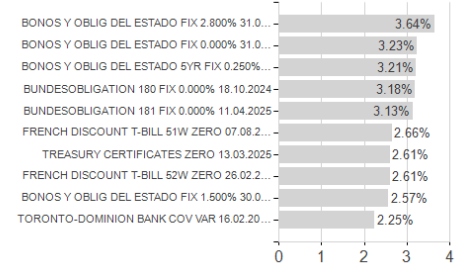 BONOS Y OBLIG DEL ESTADO FIX 2.800% 31.0... 3.64%
BONOS Y OBLIG DEL ESTADO FIX 0.000% 31.0... 3.23%
BONOS Y OBLIG DEL ESTADO 5YR FIX 0.250%... 3.21%
BUNDESOBLIGATION 180 FIX 0.000% 18.10.2024 3.18%
BUNDESOBLIGATION 181 FIX 0.000% 11.04.2025 3.13%
FRENCH DISCOUNT T-BILL 51W ZERO 07.08.2... 2.66%
TREASURY CERTIFICATES ZERO 13.03.2025 2.61%
FRENCH DISCOUNT T-BILL 52W ZERO 26.02.2... 2.61%
BONOS Y OBLIG DEL ESTADO FIX 1.500% 30.0... 2.57%
TORONTO-DOMINION BANK COV VAR 16.02.20... 2.25%
0 1 2 3 4